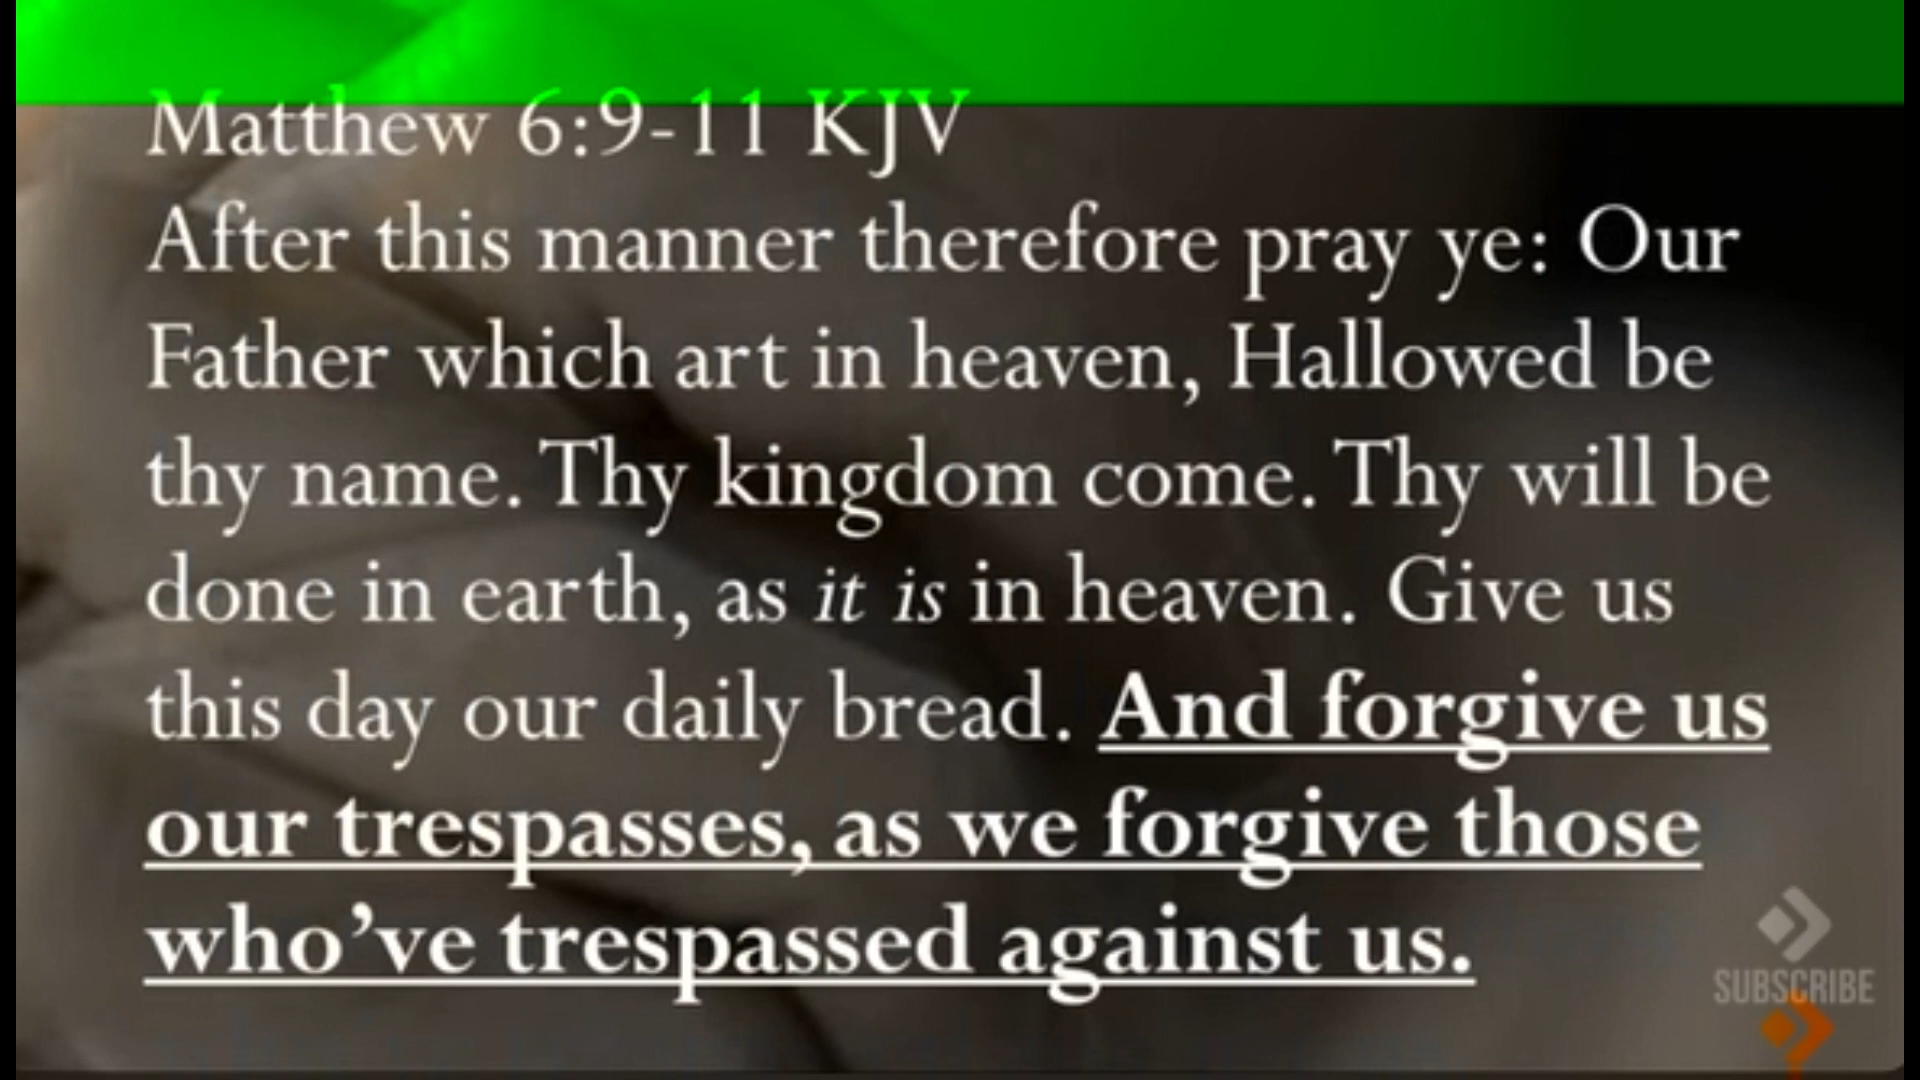 Matthew 6:9-11 KJV
After this manner therefore pray ye: Our
Father which art in heaven, Hallowed be
thy name. Thy kingdom come. Thy will be
done in earth, as it is in heaven. Give us
this day our daily bread. And forgive us
our trespasses, as we forgive those
who've trespassed against us.
SUBSCRIBE